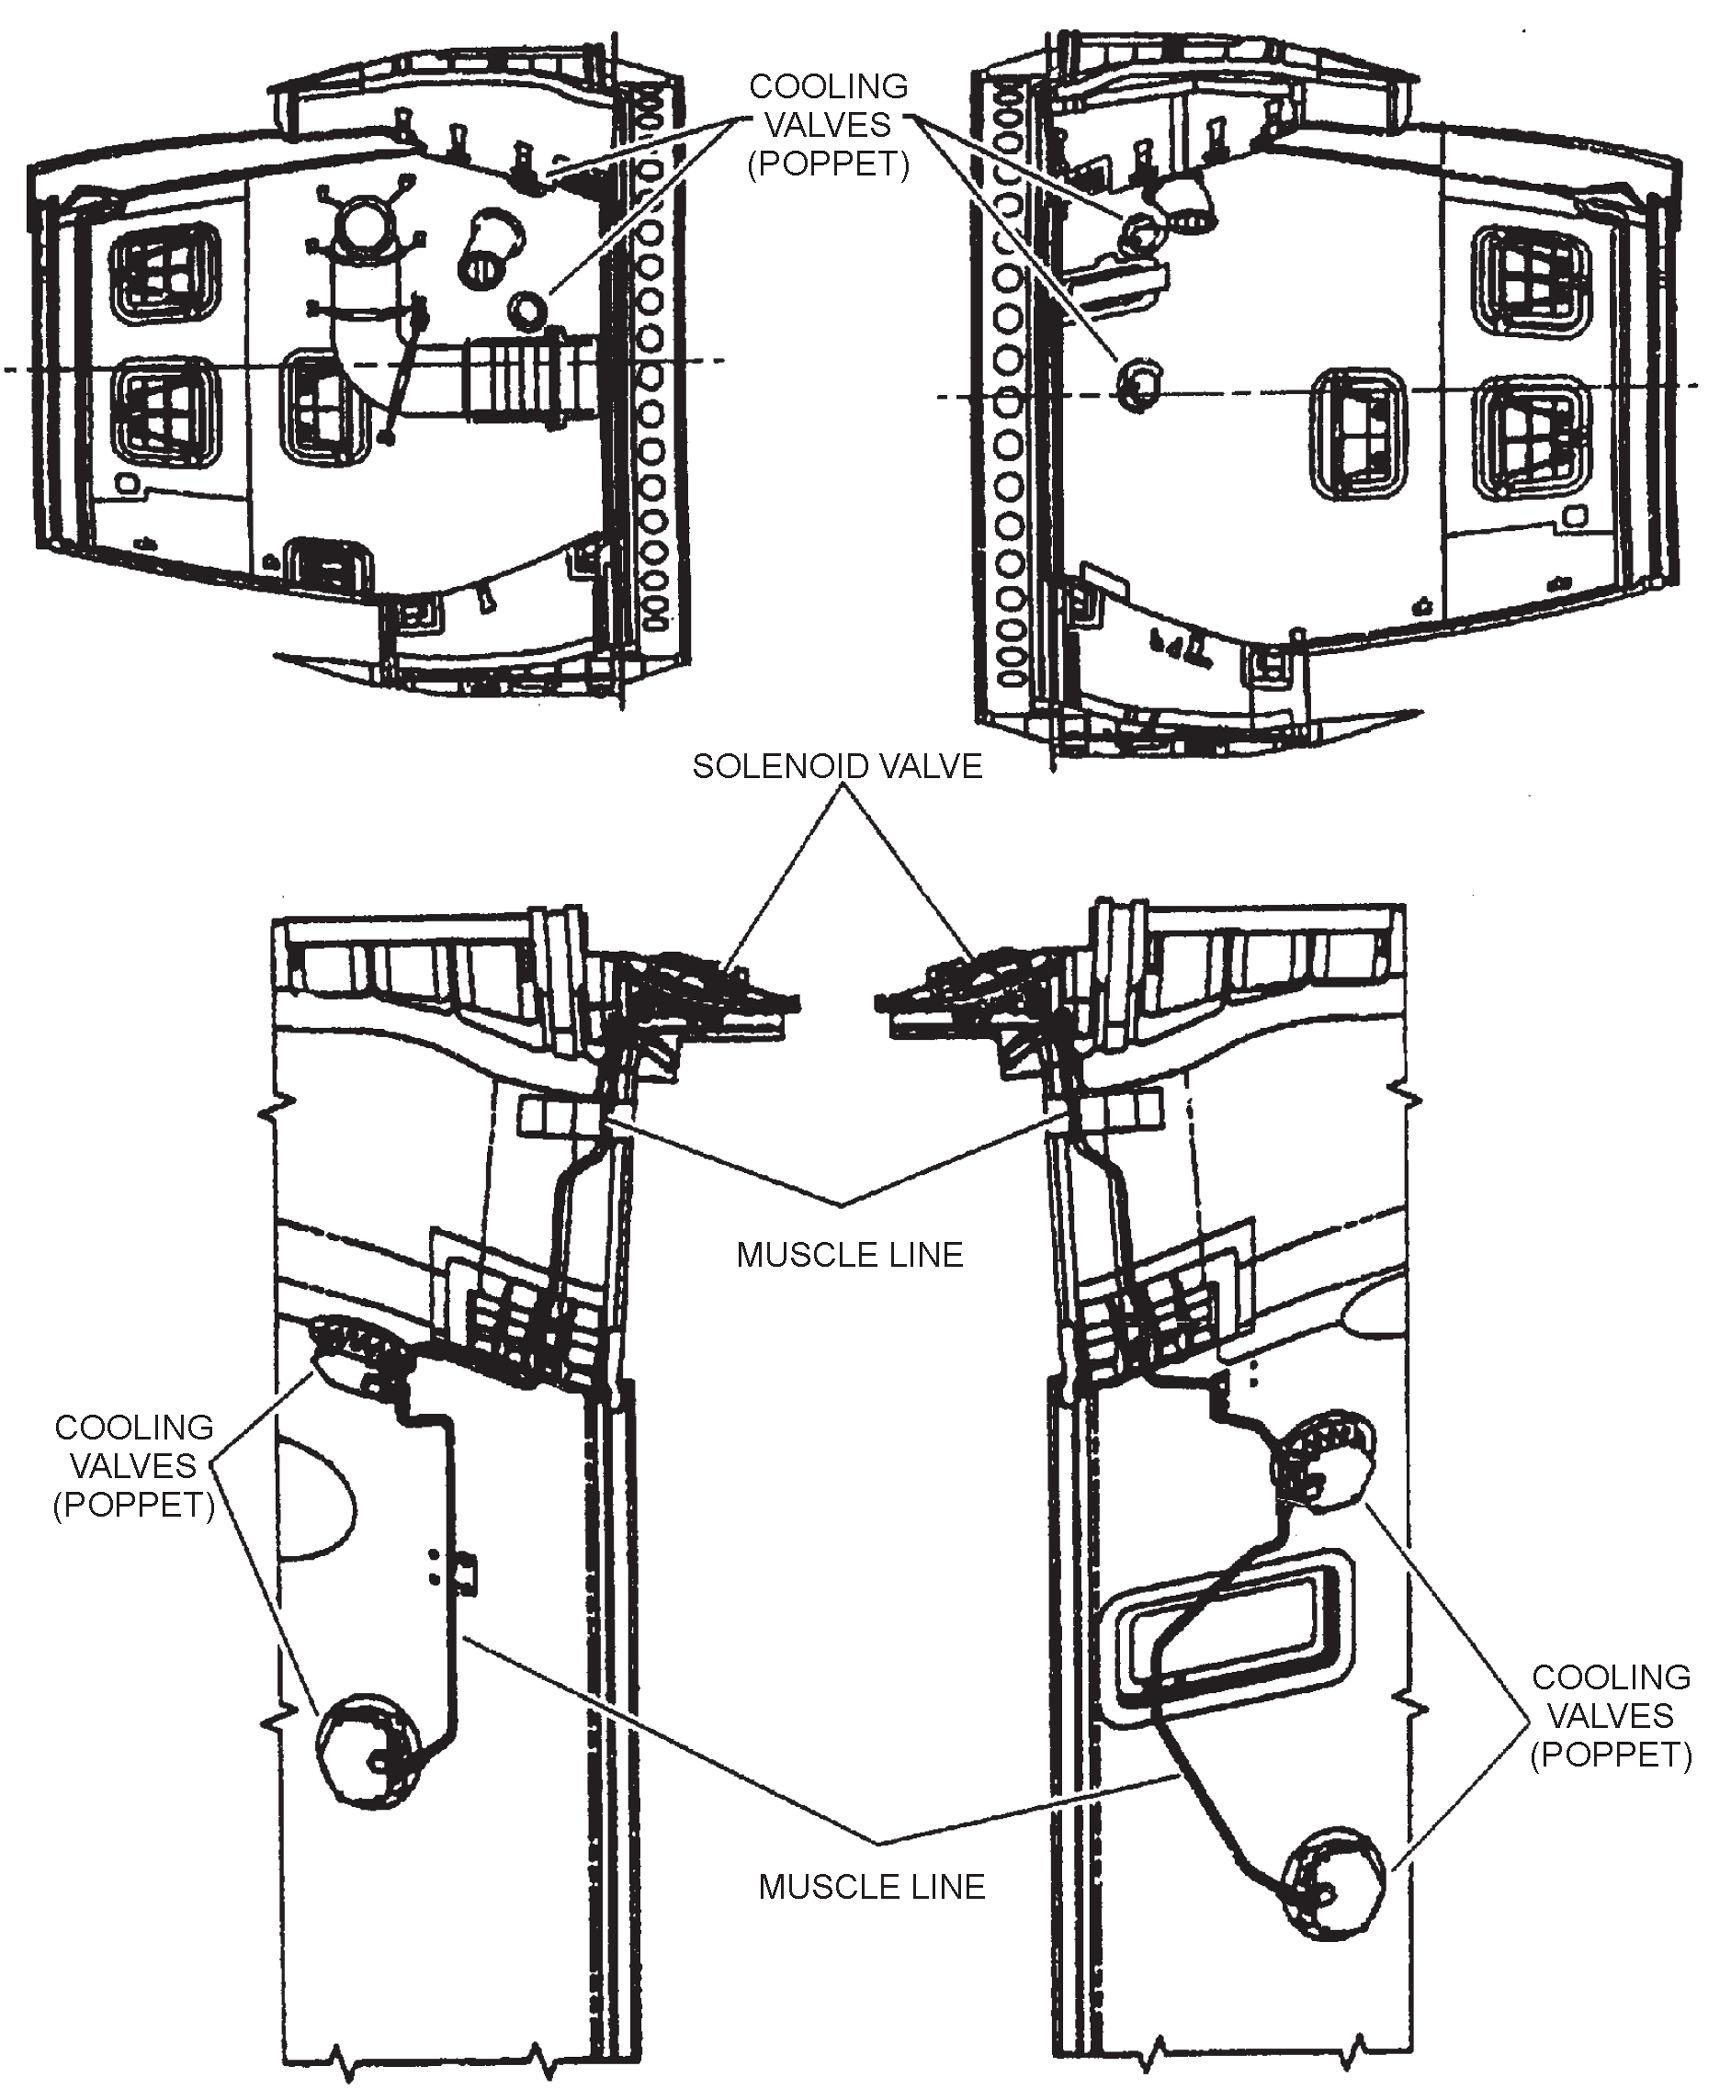 COOLING
VALVES
(POPPET)
SOLENOID VALVE
MUSCLE LINE
COOLING
VALVES
(POPPET)
COOLING
VALVES
(POPPET)
MUSCLE LINE